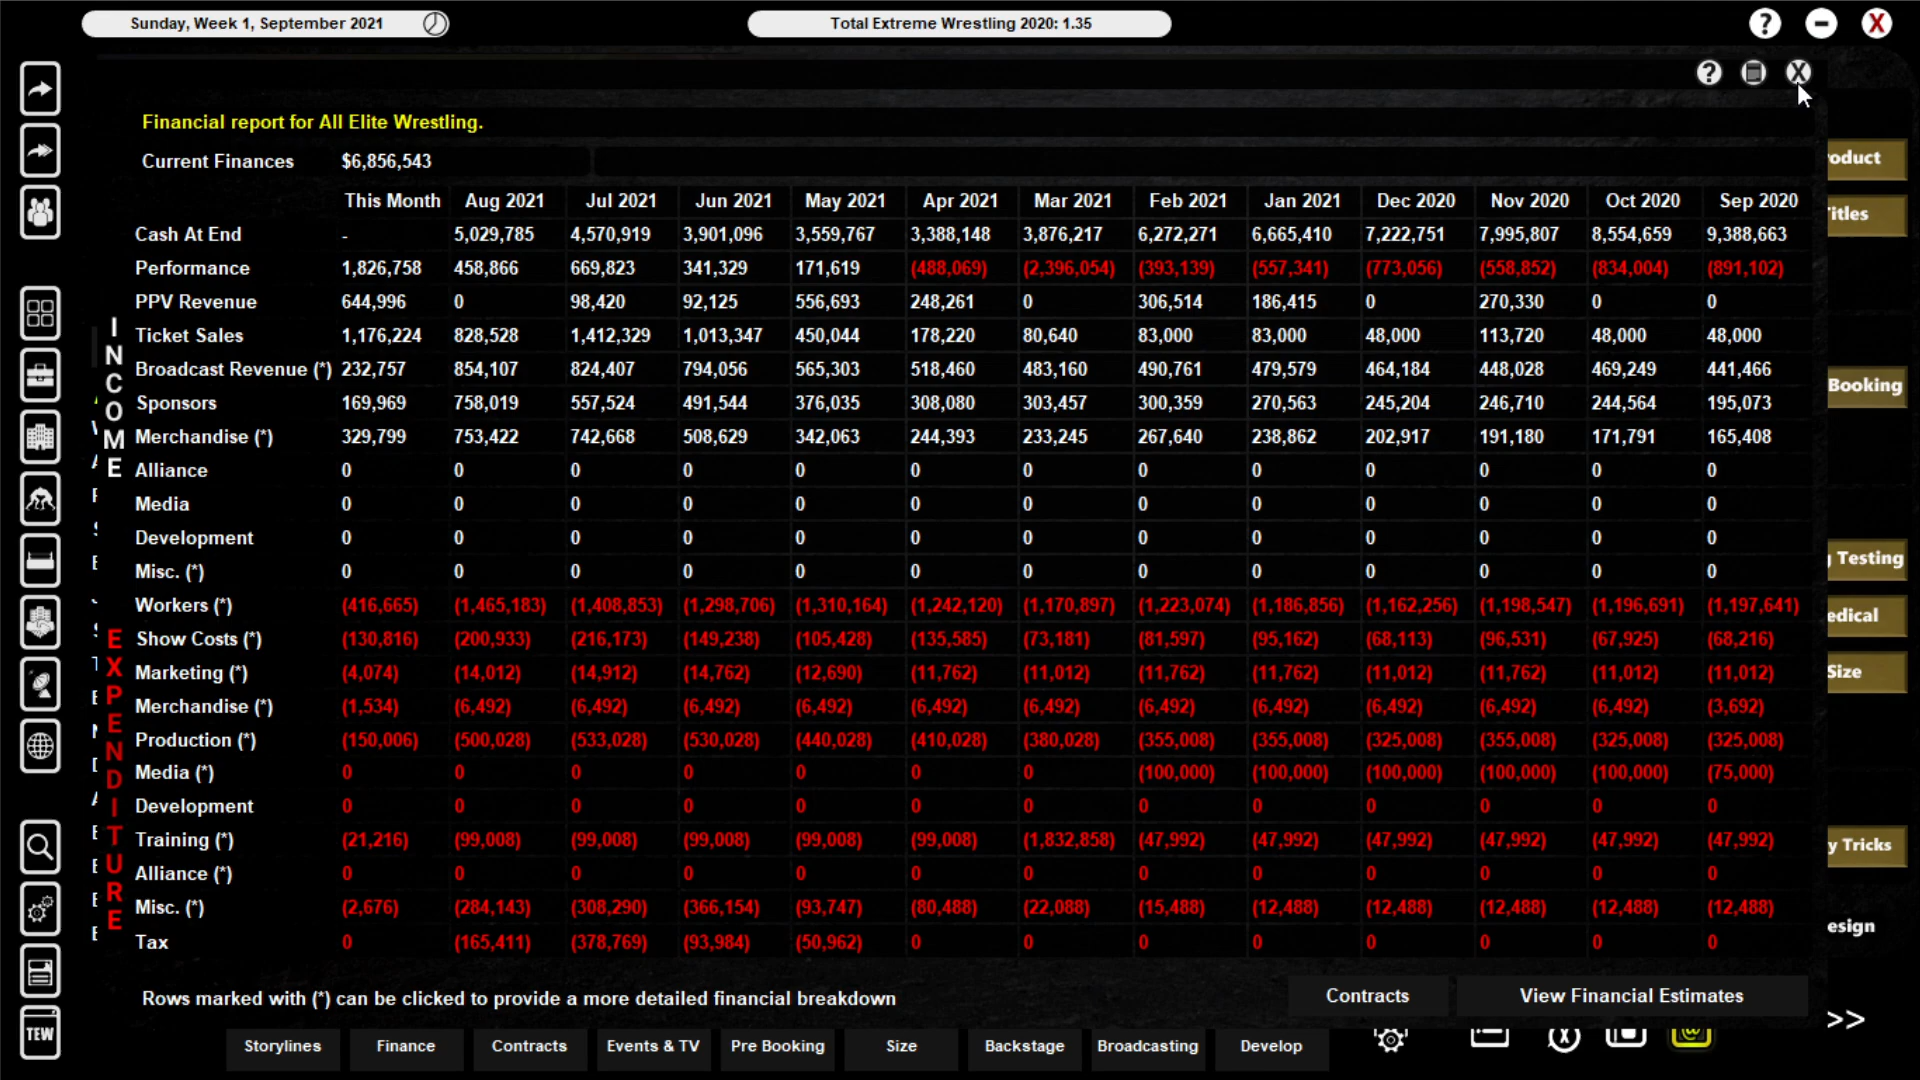 Sunday, Week 1, September 2021
Total Extreme Wrestling 2020: 1.35
? X
? X
Financial report for All Elite Wrestling.
Current Finances $6,856,543
This Month Aug 2021 Jul 2021 Jun 2021 May 2021 Apr 2021 Mar 2021 Feb 2021 Jan 2021 Dec 2020 Nov 2020 Oct 2020 Sep 2020
Cash At End - 5,029,785 4,570,919 3,901,096 3,559,767 3,388,148 3,876,217 6,272,271 6,665,410 7,222,751 7,995,807 8,554,659 9,388,663
Performance 1,826,758 458,866 669,823 341,329 171,619 (488,069) (2,396,054) (393,139) (557,341) (773,056) (558,852) (834,004) (891,102)
INCOME
PPV Revenue 644,996 0 98,420 92,125 556,693 248,261 0 306,514 186,415 0 270,330 0 0
Ticket Sales 1,176,224 828,528 1,412,329 1,013,347 450,044 178,220 80,640 83,000 83,000 48,000 113,720 48,000 48,000
Broadcast Revenue (*) 232,757 854,107 824,407 794,056 565,303 518,460 483,160 490,761 479,579 464,184 448,028 469,249 441,466
Sponsors 169,969 758,019 557,524 491,544 376,035 308,080 303,457 300,359 270,563 245,204 246,710 244,564 195,073
Merchandise (*) 329,799 753,422 742,668 508,629 342,063 244,393 233,245 267,640 238,862 202,917 191,180 171,791 165,408
Alliance 0 0 0 0 0 0 0 0 0 0 0 0 0
Media 0 0 0 0 0 0 0 0 0 0 0 0 0
Development 0 0 0 0 0 0 0 0 0 0 0 0 0
Misc. (*) 0 0 0 0 0 0 0 0 0 0 0 0 0
EXPENDITURE
Workers (*) (416,665) (1,465,183) (1,408,853) (1,298,706) (1,310,164) (1,242,120) (1,170,897) (1,223,074) (1,186,856) (1,162,256) (1,198,547) (1,196,691) (1,197,641)
Show Costs (*) (130,816) (200,933) (216,173) (149,238) (105,428) (135,585) (73,181) (81,597) (95,162) (68,113) (96,531) (67,925) (68,216)
Marketing (*) (4,074) (14,012) (14,912) (14,762) (12,690) (11,762) (11,012) (11,762) (11,762) (11,012) (11,762) (11,012) (11,012)
Merchandise (*) (1,534) (6,492) (6,492) (6,492) (6,492) (6,492) (6,492) (6,492) (6,492) (6,492) (6,492) (6,492) (3,692)
Production (*) (150,006) (500,028) (533,028) (530,028) (440,028) (410,028) (380,028) (355,008) (355,008) (325,008) (355,008) (325,008) (325,008)
Media (*) 0 0 0 0 0 0 0 (100,000) (100,000) (100,000) (100,000) (100,000) (75,000)
Development 0 0 0 0 0 0 0 0 0 0 0 0 0
Training (*) (21,216) (99,008) (99,008) (99,008) (99,008) (99,008) (1,832,858) (47,992) (47,992) (47,992) (47,992) (47,992) (47,992)
Alliance (*) 0 0 0 0 0 0 0 0 0 0 0 0 0
Misc. (*) (2,676) (284,143) (308,290) (366,154) (93,747) (80,488) (22,088) (15,488) (12,488) (12,488) (12,488) (12,488) (12,488)
Tax 0 (165,411) (378,769) (93,984) (50,962) 0 0 0 0 0 0 0 0
Rows marked with (*) can be clicked to provide a more detailed financial breakdown
Contracts View Financial Estimates
oduct
itles
Booking
Testing
edical
Size
y Tricks
esign
>>
TEW
Storylines Finance Contracts Events & TV Pre Booking Size Backstage Broadcasting Develop